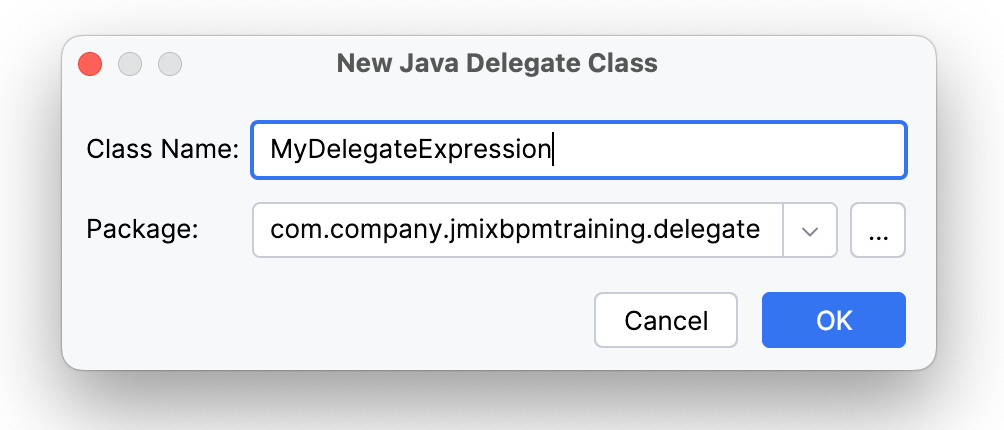 New Java Delegate Class
Class Name: MyDelegateExpression
Package: com.company.jmixbpmtraining.delegate ...
Cancel OK